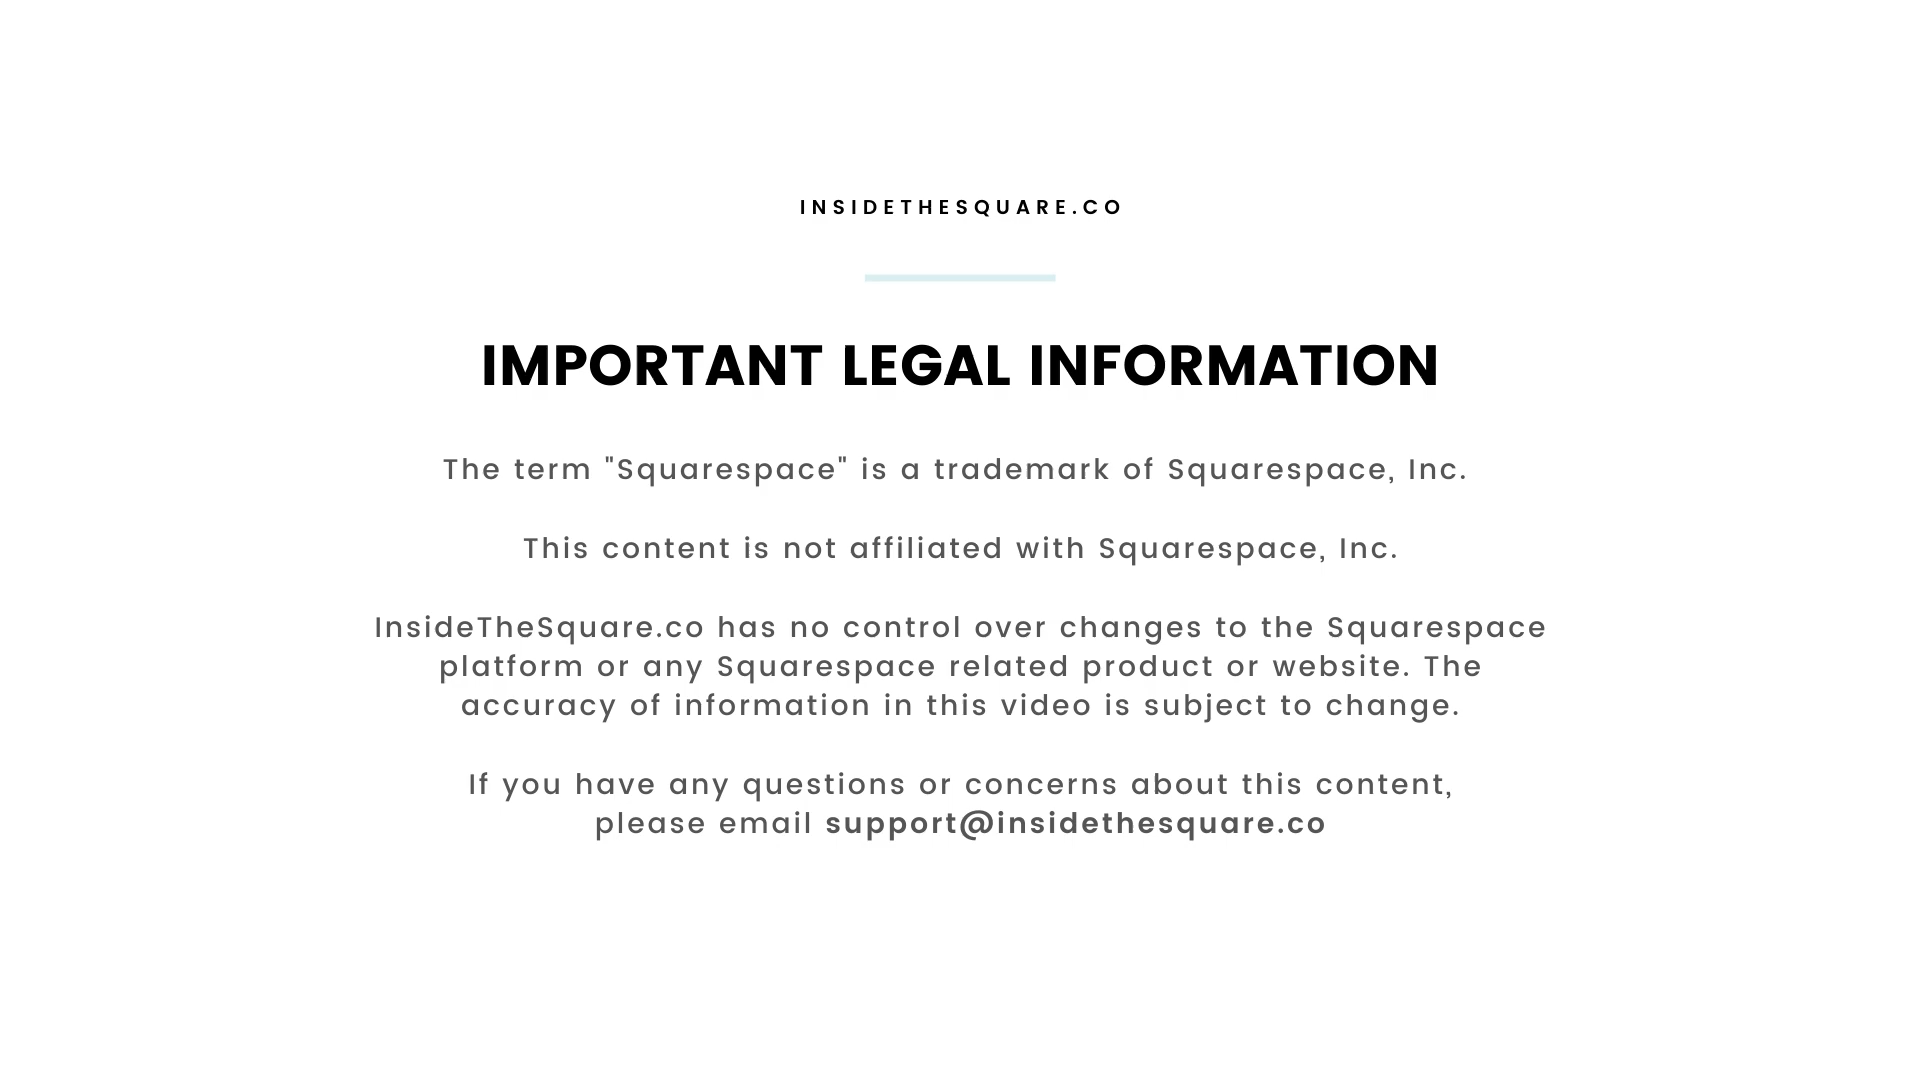 INSIDETHESQUARE.CO
IMPORTANT LEGAL INFORMATION
The term "Squarespace" is a trademark of Squarespace, Inc.
This content is not affiliated with Squarespace, Inc.
InsideTheSquare.co has no control over changes to the Squarespace
platform or any Squarespace related product or website. The
accuracy of information in this video is subject to change.
If you have any questions or concerns about this content,
please email support@insidethesquare.co